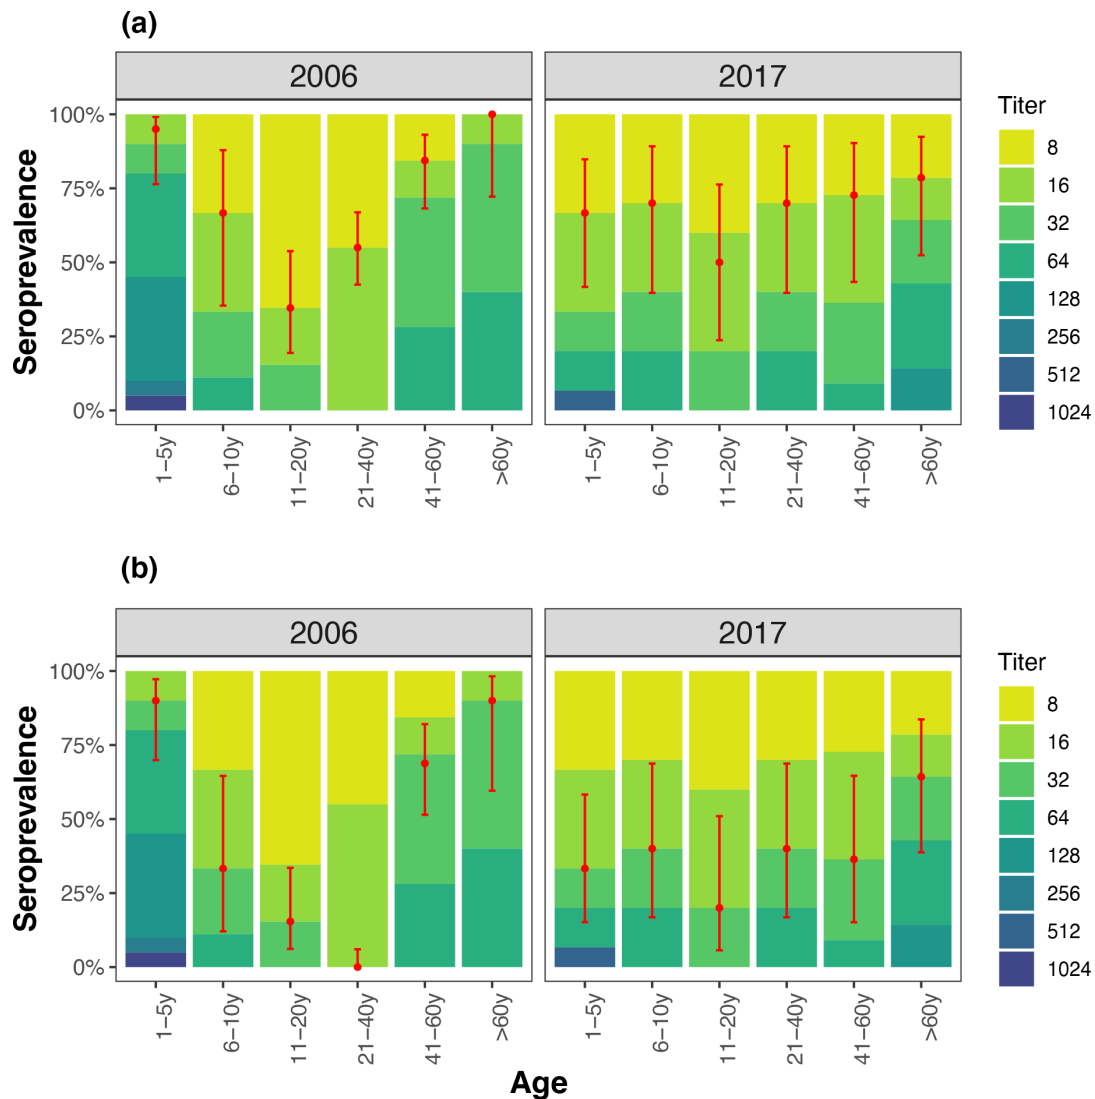 (a)
2006
2017
Seroprevalence
100%
75%
50%
25%
0%
1−5y
6−10y
11−20y
21−40y
41−60y
>60y
1−5y
6−10y
11−20y
21−40y
41−60y
>60y
Titer
8
16
32
64
128
256
512
1024
(b)
2006
2017
Seroprevalence
100%
75%
50%
25%
0%
1−5y
6−10y
11−20y
21−40y
41−60y
>60y
1−5y
6−10y
11−20y
21−40y
41−60y
>60y
Titer
8
16
32
64
128
256
512
1024
Age